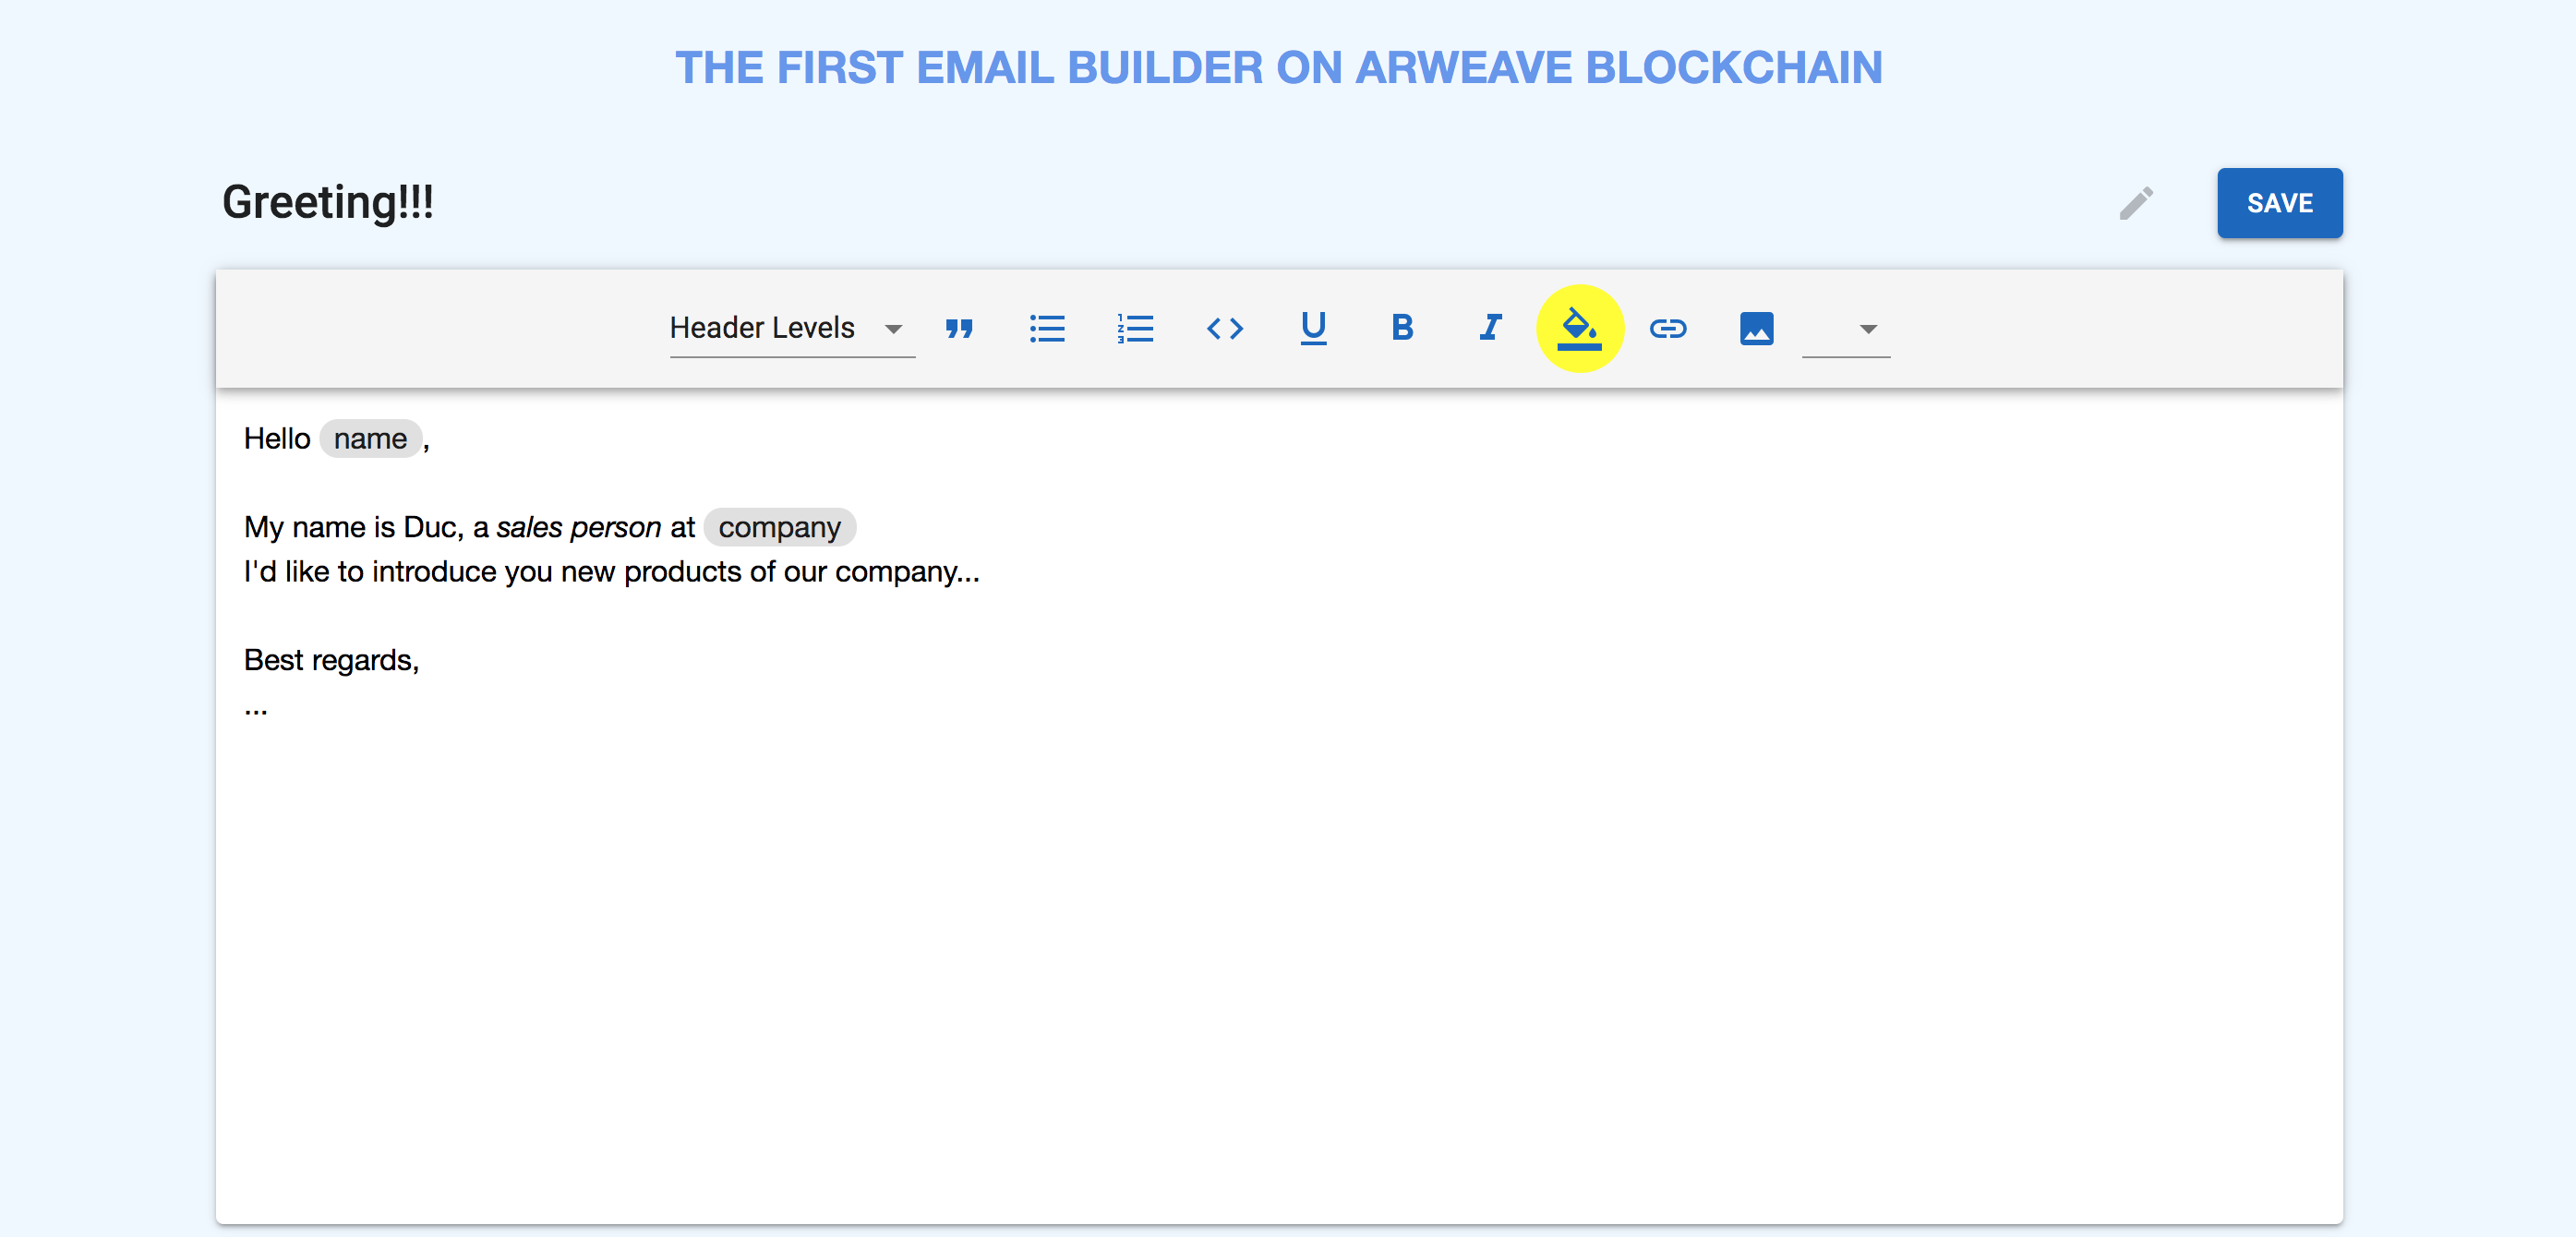 THE FIRST EMAIL BUILDER ON ARWEAVE BLOCKCHAIN
Greeting!!!
SAVE
Header Levels
Hello name ,
My name is Duc, a sales person at company
I'd like to introduce you new products of our company...
Best regards,
...